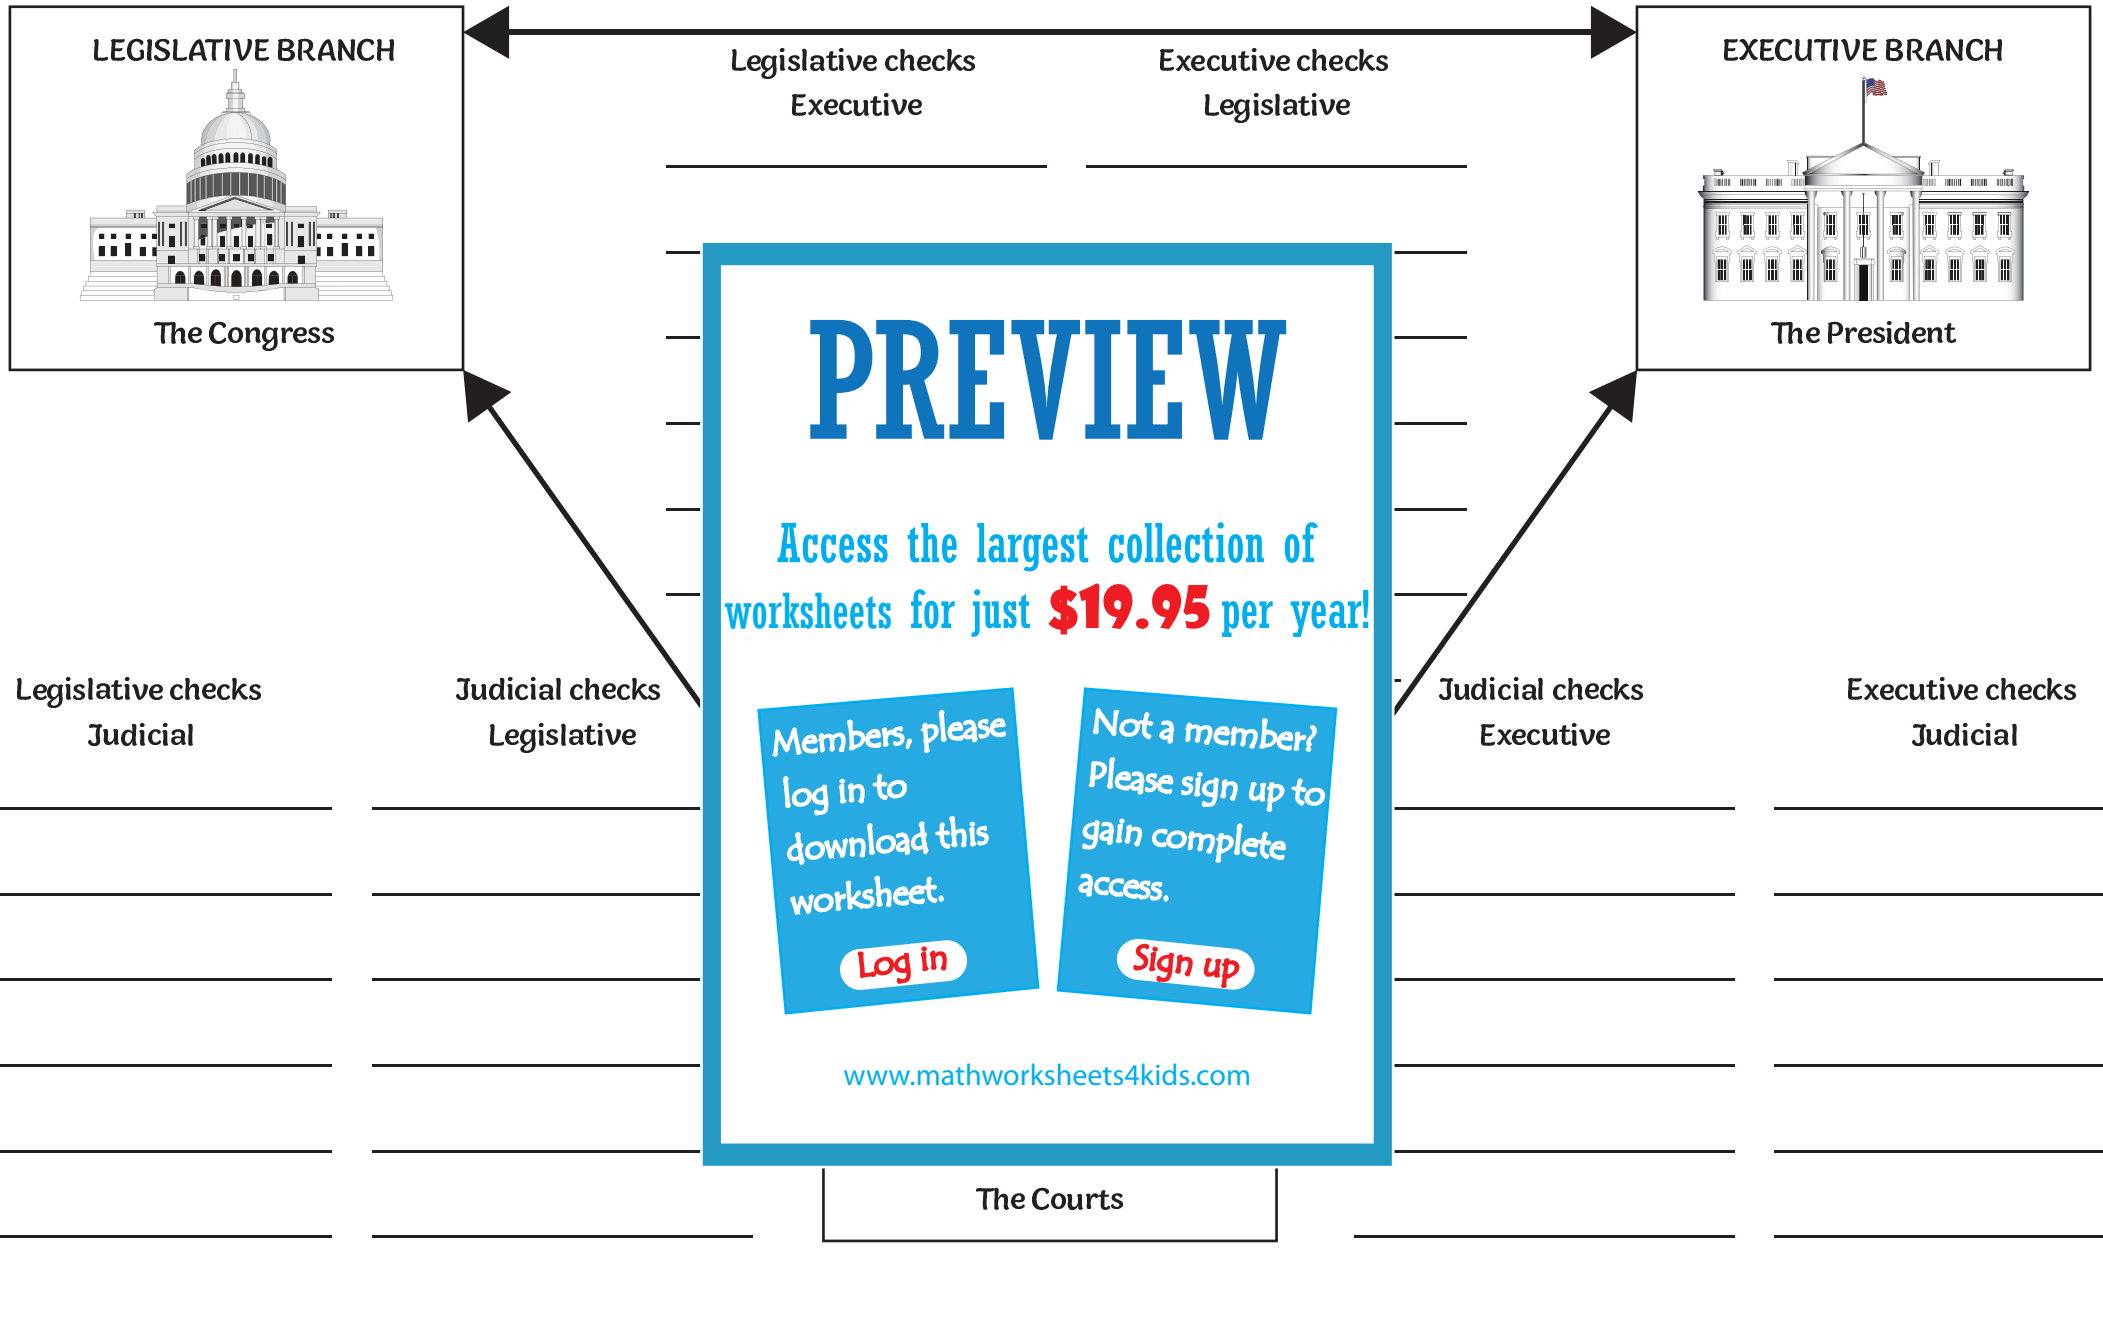 LEGISLATIVE BRANCH
The Congress
Legislative checks
Executive
Executive checks
Legislative
EXECUTIVE BRANCH
The President
PREVIEW
Access the largest collection of
worksheets for just $19.95 per year!
Legislative checks
Judicial
Judicial checks
Legislative
Members, please
log in to
download this
worksheet.
Log in
Not a member?
Please sign up to
gain complete
access.
Sign up
Judicial checks
Executive
Executive checks
Judicial
www.mathworksheets4kids.com
The Courts